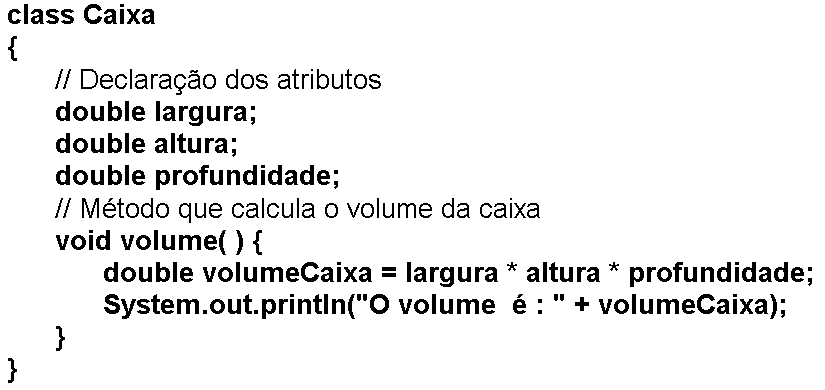 class Caixa
{
// Declaração dos atributos
double largura;
double altura;
double profundidade;
// Método que calcula o volume da caixa
void volume( ) {
double volumeCaixa = largura * altura * profundidade;
System.out.println("O volume  é : " + volumeCaixa);
}
}